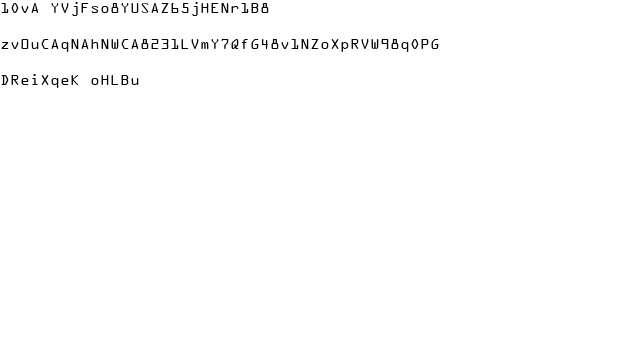 10vA YVjFso8YUSAZ65jHENr1B8
zvOuCAqNAhNWCA8231LVmY7QfG48v1NZoXpRVW98q0PG
DReiXqeK oHLBu